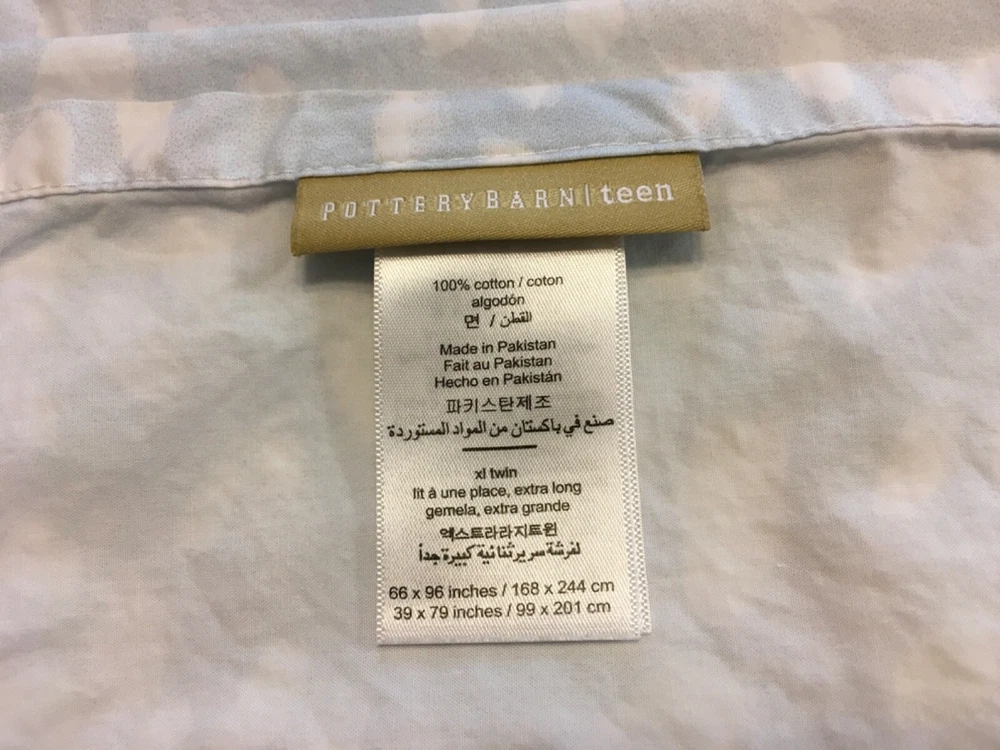 POTTERYBARN|teen
100% cotton / coton
algodón
면 / القطن
Made in Pakistan
Fait au Pakistan
Hecho en Pakistán
파키스탄제조
صنع في باكستان من المواد المستوردة
xl twin
lit à une place, extra long
gemela, extra grande
엑스트라라지트윈
لفرشة سرير ثنائية كبيرة جداً
66 x 96 inches / 168 x 244 cm
39 x 79 inches / 99 x 201 cm